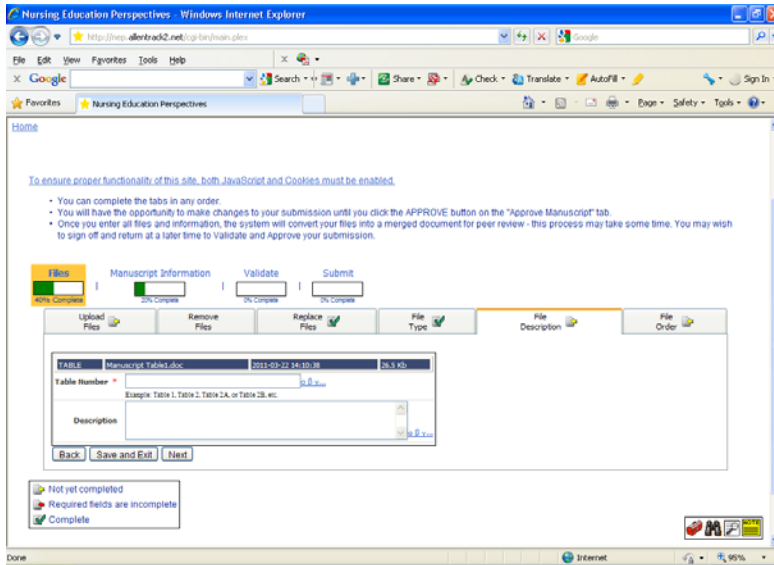 Nursing Education Perspectives - Windows Internet Explorer
http://nep.allentrack2.net/cgi-bin/main.plex
Google
File Edit View Favorites Tools Help
Google Search Share Check Translate AutoFill Sign In
Favorites Nursing Education Perspectives Page Safety Tools
Home
To ensure proper functionality of this site, both JavaScript and Cookies must be enabled.
• You can complete the tabs in any order.
• You will have the opportunity to make changes to your submission until you click the APPROVE button on the "Approve Manuscript" tab.
• Once you enter all files and information, the system will convert your files into a merged document for peer review - this process may take some time. You may wish
to sign off and return at a later time to Validate and Approve your submission.
Files Manuscript Information Validate Submit
40% Complete 20% Complete 0% Complete 0% Complete
Upload Remove Replace File File File
Files Files Files Type Description Order
TABLE Manuscript Table1.doc 2011-03-22 14:10:38 26.5 Kb
Table Number * α β γ...
Example: Table 1, Table 2, Table 2A, or Table 2B, etc.
Description α β γ...
Back Save and Exit Next
Not yet completed
Required fields are incomplete
Complete
NOTE
Done Internet 95%